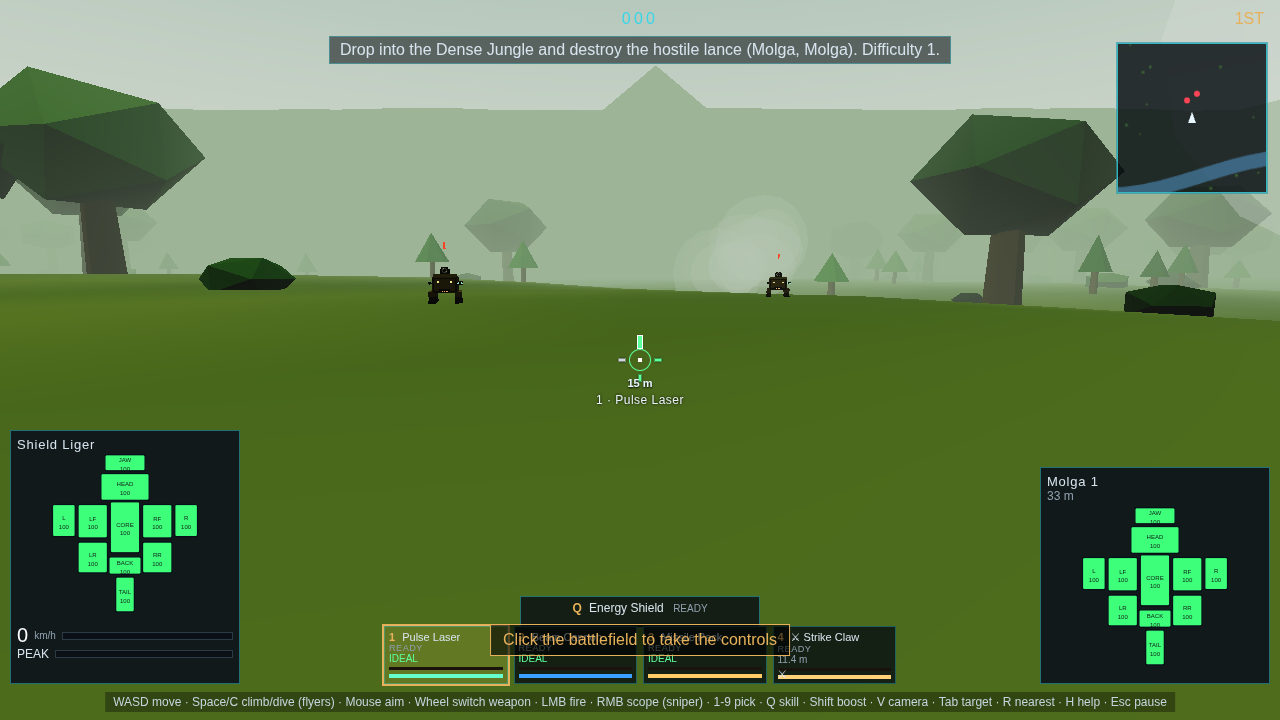 000
1ST
Drop into the Dense Jungle and destroy the hostile lance (Molga, Molga). Difficulty 1.
15 m
1 · Pulse Laser
Shield Liger
JAW
100
HEAD
100
L
100
LF
100
CORE
100
RF
100
R
100
LR
100
BACK
100
RR
100
TAIL
100
0 km/h
PEAK
Molga 1
33 m
JAW
100
HEAD
100
L
100
LF
100
CORE
100
RF
100
R
100
LR
100
BACK
100
RR
100
TAIL
100
Q Energy Shield READY
1 Pulse Laser
READY
IDEAL
IDEAL
IDEAL
4 ⚔ Strike Claw
READY
11.4 m
⚔
Click the battlefield to take the controls
WASD move · Space/C climb/dive (flyers) · Mouse aim · Wheel switch weapon · LMB fire · RMB scope (sniper) · 1-9 pick · Q skill · Shift boost · V camera · Tab target · R nearest · H help · Esc pause